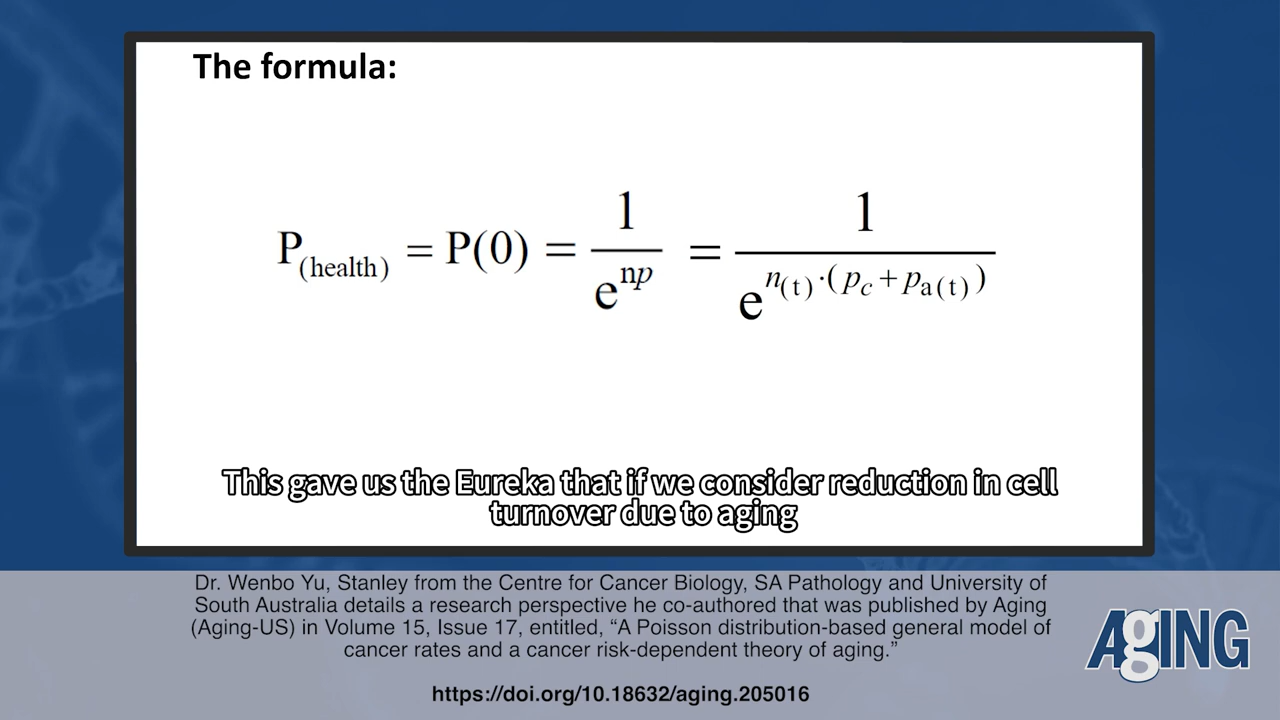 The formula:
P(health) = P(0) = 1/e^np = 1/e^n(t)·(pc+pa(t))
This gave us the Eureka that if we consider reduction in cell
turnover due to aging
Dr. Wenbo Yu, Stanley from the Centre for Cancer Biology, SA Pathology and University of
South Australia details a research perspective he co-authored that was published by Aging
(Aging-US) in Volume 15, Issue 17, entitled, “A Poisson distribution-based general model of
cancer rates and a cancer risk-dependent theory of aging.”
AgING
https://doi.org/10.18632/aging.205016